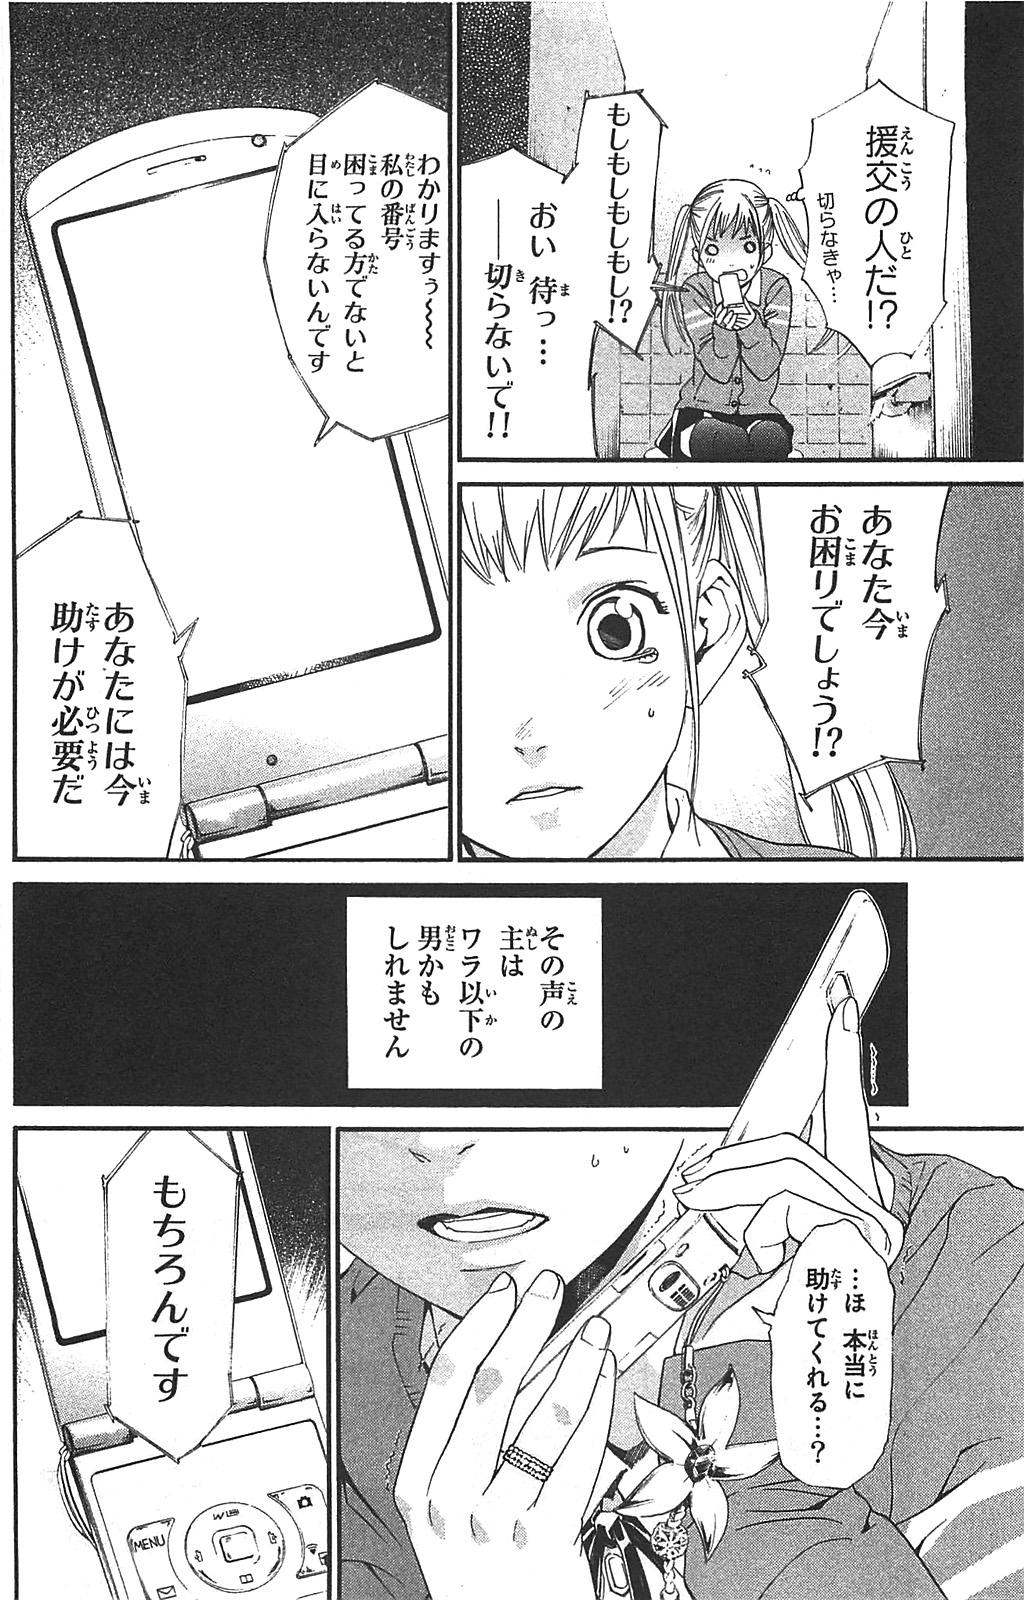 援交の人だ!?
切らなきゃ…
もしもしもしもし!?
おい 待っ…
――切らないで!!
あなた今
お困りでしょう!?
わかりますぅ～～～
私の番号
困ってる方でないと
目に入らないんです
あなたには今
助けが必要だ
その声の
主は
ワラ以下の
男かも
しれません
…ほ 本当に
助けてくれる…?
もちろんです
MENU